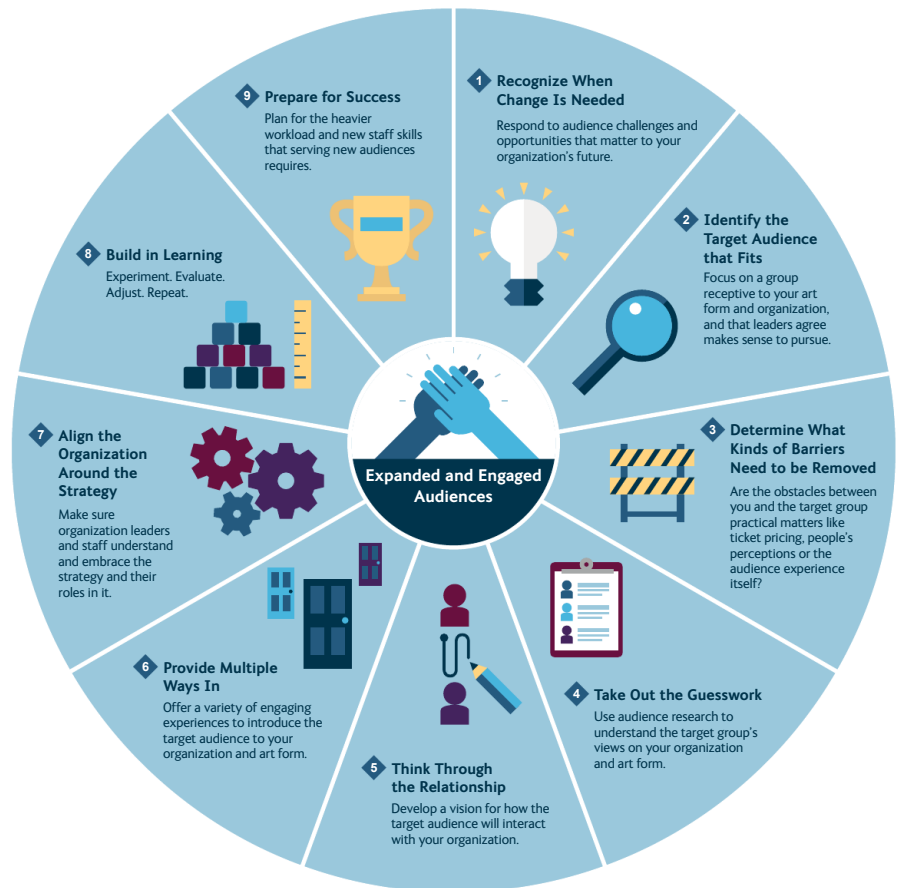 1 Recognize When
Change Is Needed
Respond to audience challenges and
opportunities that matter to your
organization's future.
2 Identify the
Target Audience
that Fits
Focus on a group
receptive to your art
form and organization,
and that leaders agree
makes sense to pursue.
3 Determine What
Kinds of Barriers
Need to be Removed
Are the obstacles between
you and the target group
practical matters like
ticket pricing, people's
perceptions or the
audience experience
itself?
4 Take Out the Guesswork
Use audience research to
understand the target group's
views on your organization
and art form.
5 Think Through
the Relationship
Develop a vision for how the
target audience will interact
with your organization.
6 Provide Multiple
Ways In
Offer a variety of engaging
experiences to introduce the
target audience to your
organization and art form.
7 Align the
Organization
Around the
Strategy
Make sure
organization leaders
and staff understand
and embrace the
strategy and their
roles in it.
8 Build in Learning
Experiment. Evaluate.
Adjust. Repeat.
9 Prepare for Success
Plan for the heavier
workload and new staff skills
that serving new audiences
requires.
Expanded and Engaged
Audiences